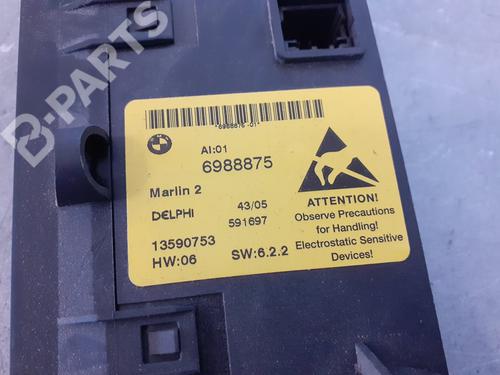 B-PARTS
*6988876-01*
AI:01
6988875
Marlin 2
DELPHI
43/05
591697
13590753
HW:06
SW:6.2.2
ATTENTION!
Observe Precautions
for Handling!
Electrostatic Sensitive
Devices!